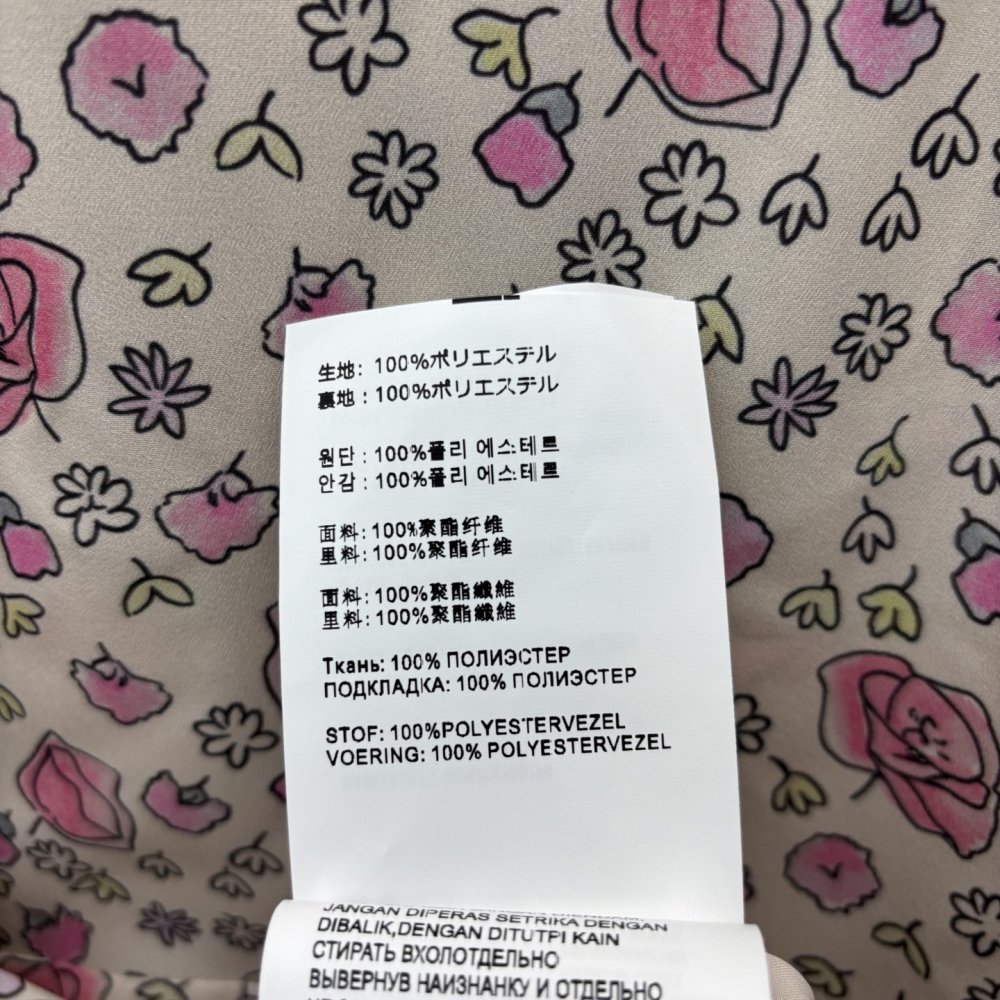 生地: 100%ポリエステル
裏地 : 100%ポリエステル
원단 : 100%폴리 에스테르
안감 : 100%폴리 에스테르
面料: 100%聚酯纤维
里料: 100%聚酯纤维
面料: 100%聚酯纖維
里料: 100%聚酯纖維
Ткань: 100% ПОЛИЭСТЕР
ПОДКЛАДКА: 100% ПОЛИЭСТЕР
STOF: 100%POLYESTERVEZEL
VOERING: 100% POLYESTERVEZEL
JANGAN DIPERAS SETRIKA DENGAN
DIBALIK,DENGAN DITUTPI KAIN
СТИРАТЬ ВХОЛОТДЕЛЬНО
ВЫВЕРНУВ НАИЗНАНКУ И ОТДЕЛЬНО